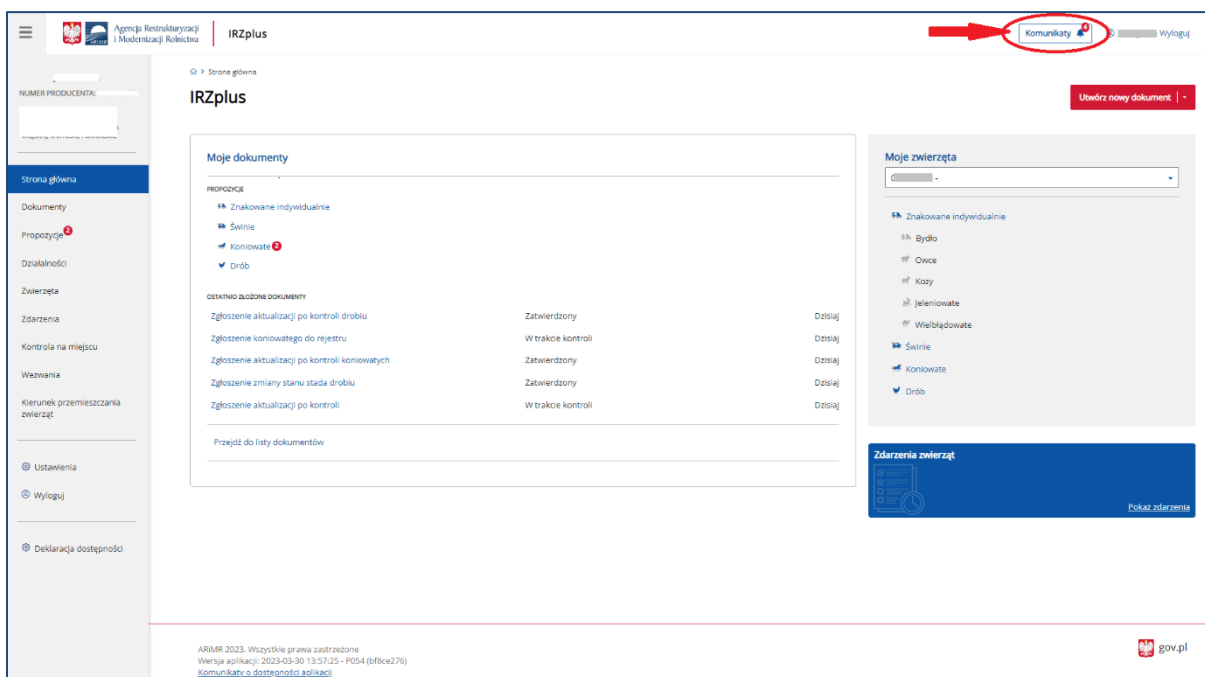 Agencja Restrukturyzacji
i Modernizacji Rolnictwa
IRZplus
Komunikaty 4
Wyloguj
NUMER PRODUCENTA:
Strona główna
Dokumenty
Propozycje 2
Działalności
Zwierzęta
Zdarzenia
Kontrola na miejscu
Wezwania
Kierunek przemieszczania
zwierząt
Ustawienia
Wyloguj
Deklaracja dostępności
Strona główna
IRZplus
Utwórz nowy dokument
Moje dokumenty
PROPOZYCJE
Znakowane indywidualnie
Świnie
Koniowate 2
Drób
OSTATNIO ZŁOŻONE DOKUMENTY
Zgłoszenie aktualizacji po kontroli drobiu Zatwierdzony Dzisiaj
Zgłoszenie koniowatego do rejestru W trakcie kontroli Dzisiaj
Zgłoszenie aktualizacji po kontroli koniowatych Zatwierdzony Dzisiaj
Zgłoszenie zmiany stanu stada drobiu Zatwierdzony Dzisiaj
Zgłoszenie aktualizacji po kontroli W trakcie kontroli Dzisiaj
Przejdź do listy dokumentów
Moje zwierzęta
Znakowane indywidualnie
Bydło
Owce
Kozy
Jeleniowate
Wielbłądowate
Świnie
Koniowate
Drób
Zdarzenia zwierząt
Pokaż zdarzenia
ARiMR 2023. Wszystkie prawa zastrzeżone
Wersja aplikacji: 2023-03-30 13:57:25 - P054 (bf8ce276)
Komunikaty o dostępności aplikacji
gov.pl